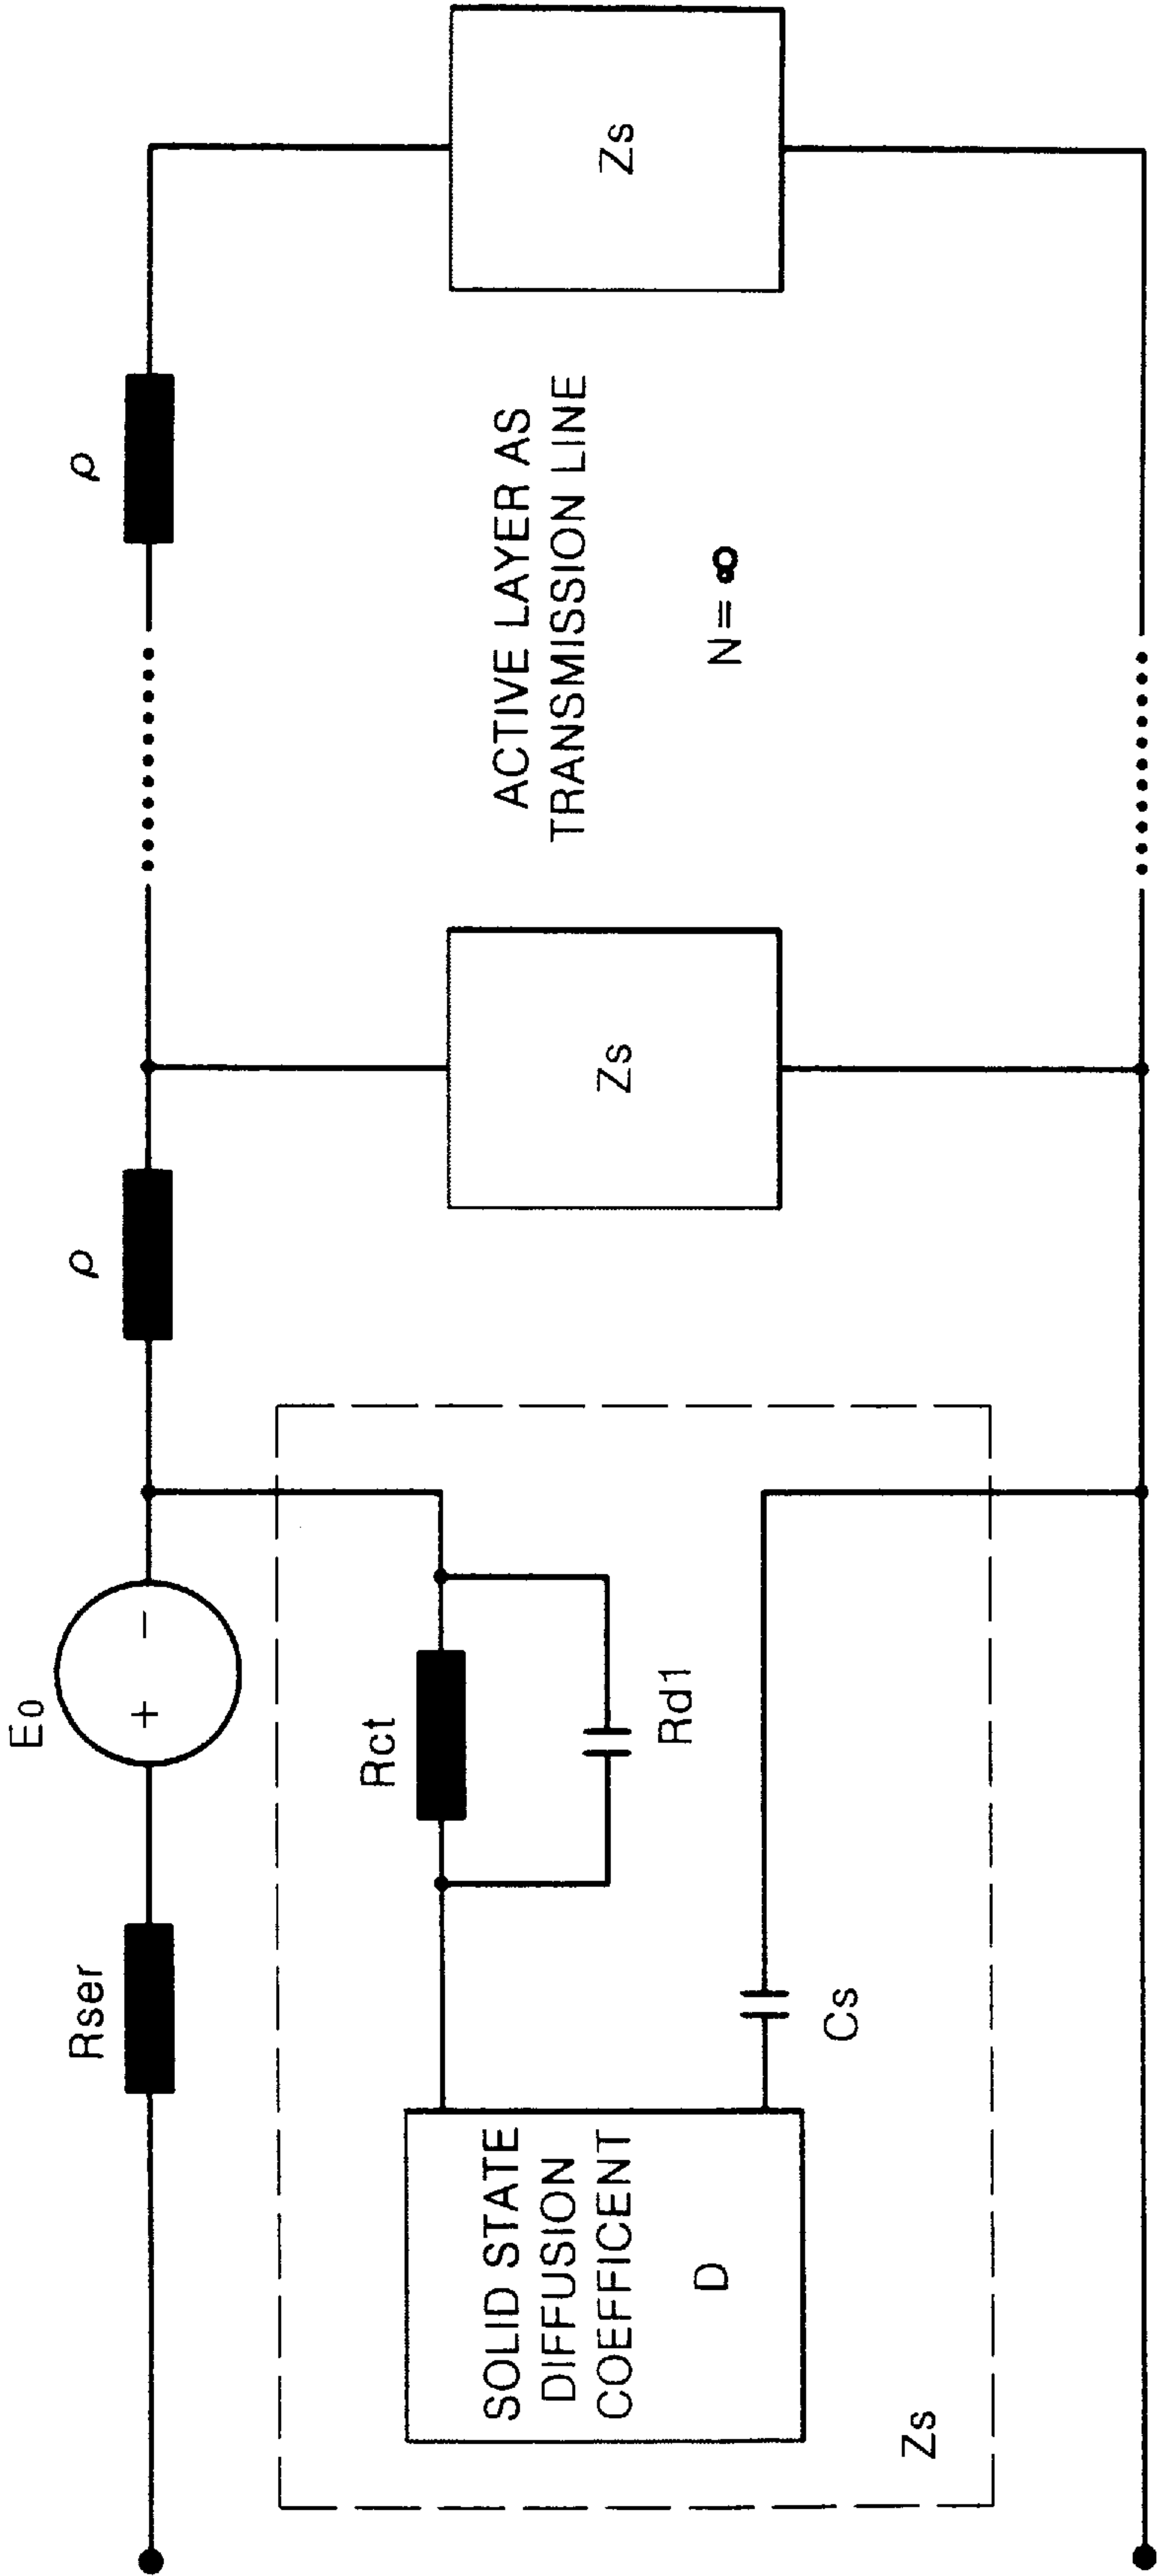 Rser
E0
+ −
ρ
ρ
Rct
Rd1
SOLID STATE
DIFFUSION
COEFFICENT
D
Cs
Zs
Zs
Zs
ACTIVE LAYER AS
TRANSMISSION LINE
N= ∞